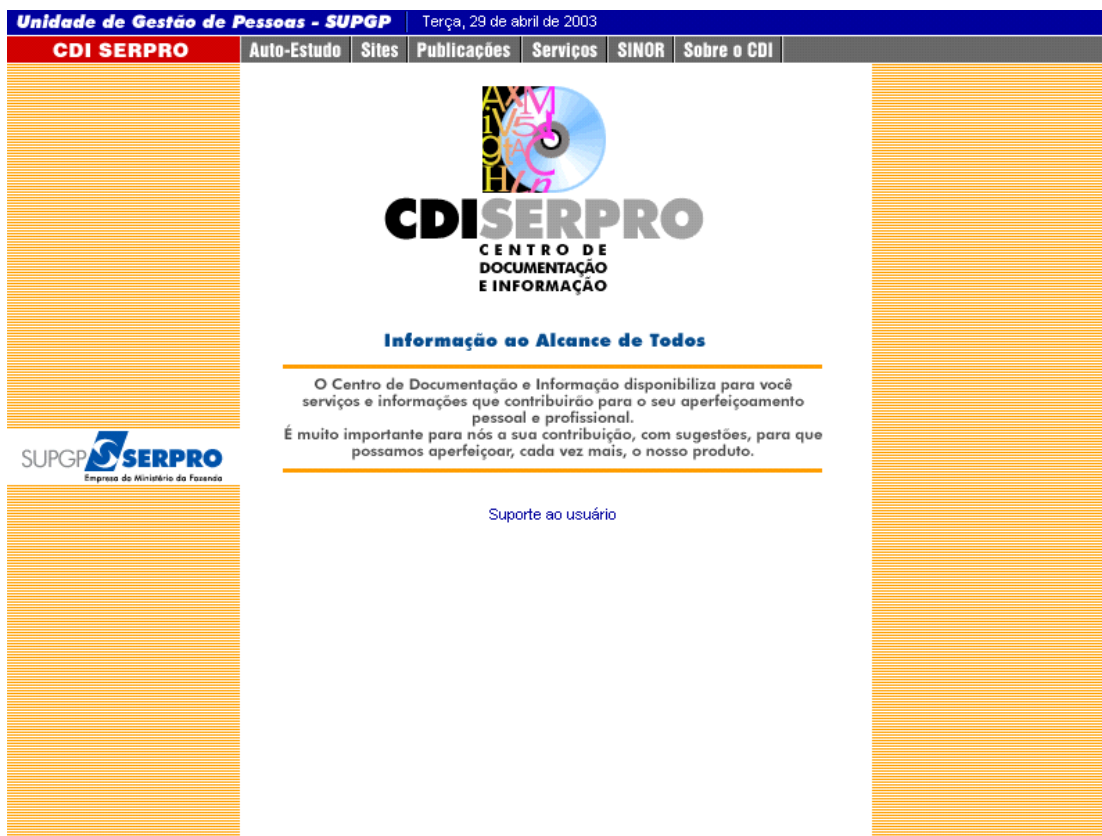 Unidade de Gestão de Pessoas - SUPGP Terça, 29 de abril de 2003
CDI SERPRO Auto-Estudo Sites Publicações Serviços SINOR Sobre o CDI
CDISERPRO
CENTRO DE
DOCUMENTAÇÃO
E INFORMAÇÃO
Informação ao Alcance de Todos
O Centro de Documentação e Informação disponibiliza para você
serviços e informações que contribuirão para o seu aperfeiçoamento
pessoal e profissional.
É muito importante para nós a sua contribuição, com sugestões, para que
possamos aperfeiçoar, cada vez mais, o nosso produto.
SUPGP SERPRO
Empresa do Ministério da Fazenda
Suporte ao usuário